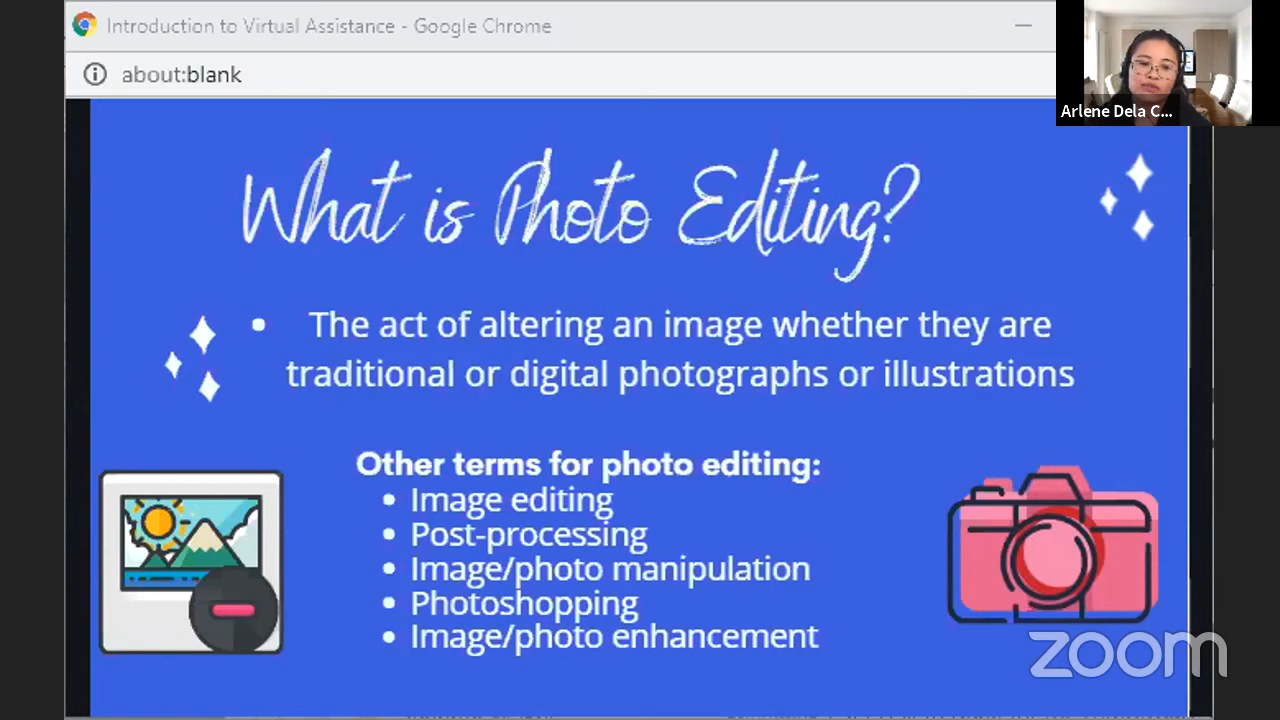 Introduction to Virtual Assistance - Google Chrome
about:blank
Arlene Dela C...
What is Photo Editing?
• The act of altering an image whether they are
traditional or digital photographs or illustrations
Other terms for photo editing:
• Image editing
• Post-processing
• Image/photo manipulation
• Photoshopping
• Image/photo enhancement
zoom